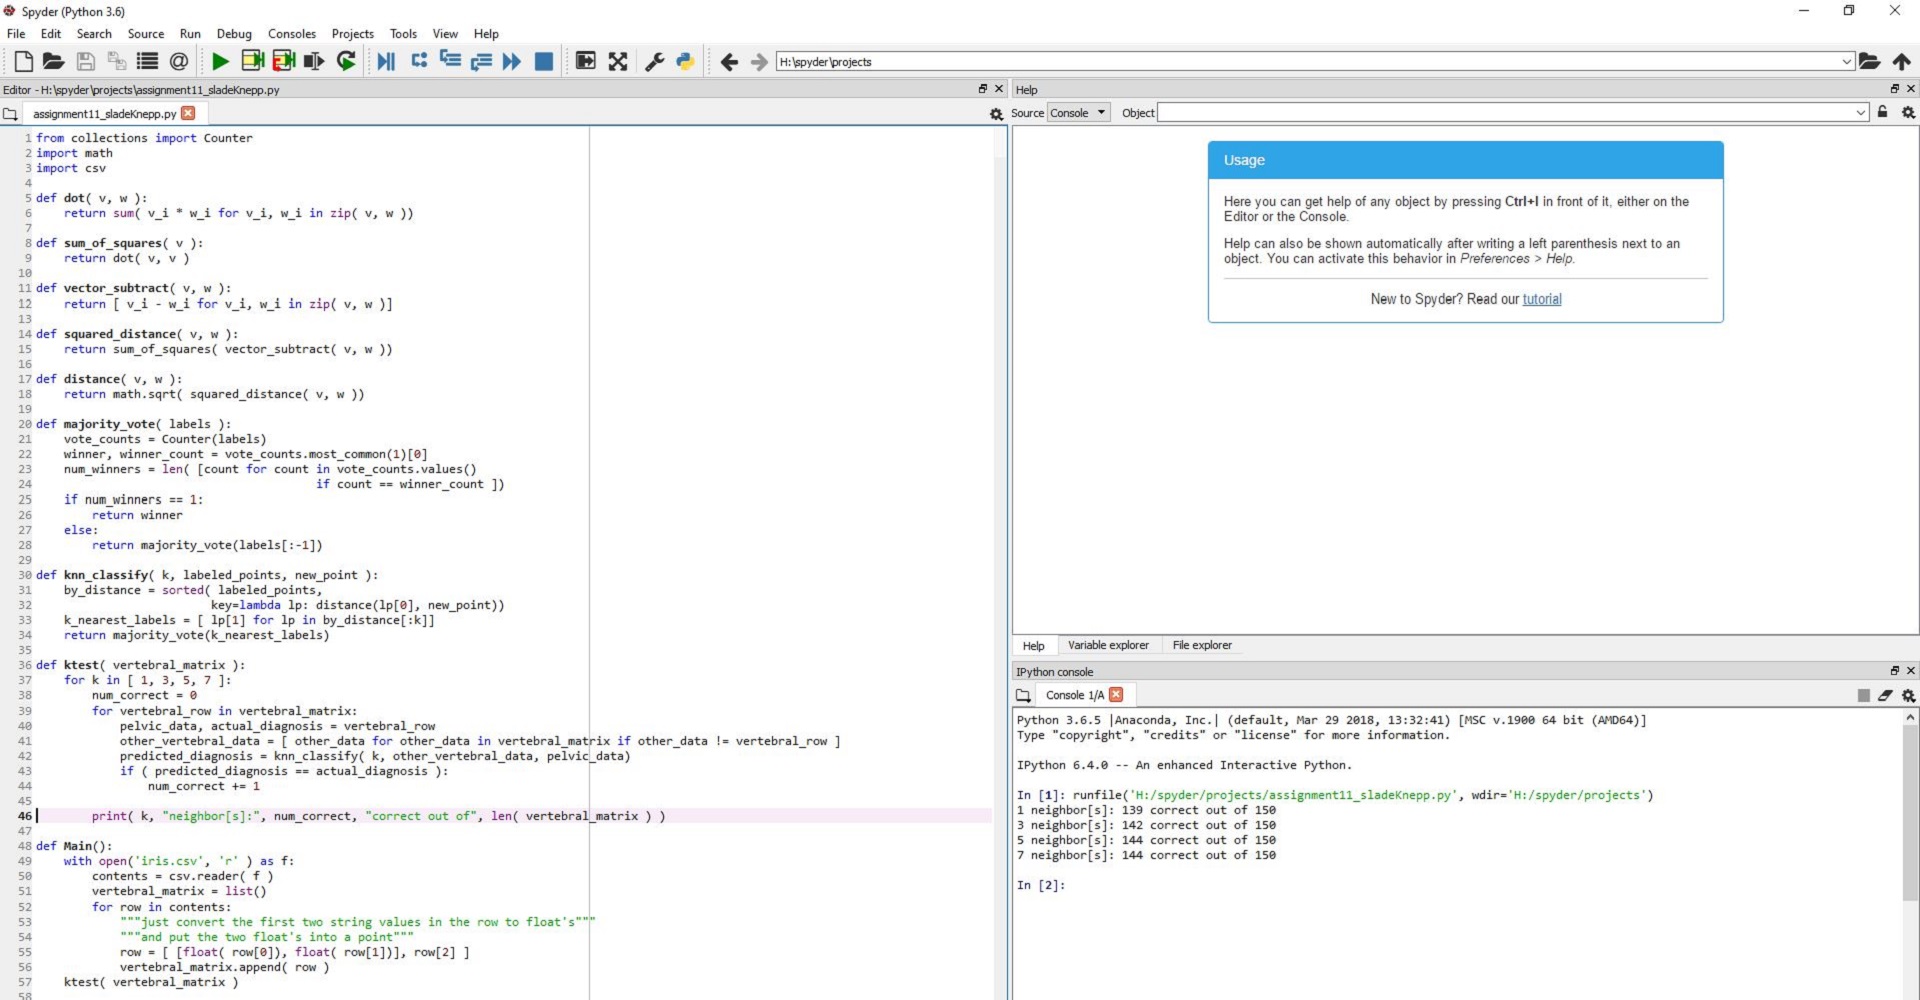 Spyder (Python 3.6)
File Edit Search Source Run Debug Consoles Projects Tools View Help
H:\spyder\projects
Editor - H:\spyder\projects\assignment11_sladeKnepp.py
assignment11_sladeKnepp.py
1 from collections import Counter
2 import math
3 import csv
4
5 def dot( v, w ):
6     return sum( v_i * w_i for v_i, w_i in zip( v, w ))
7
8 def sum_of_squares( v ):
9     return dot( v, v )
10
11 def vector_subtract( v, w ):
12     return [ v_i - w_i for v_i, w_i in zip( v, w )]
13
14 def squared_distance( v, w ):
15     return sum_of_squares( vector_subtract( v, w ))
16
17 def distance( v, w ):
18     return math.sqrt( squared_distance( v, w ))
19
20 def majority_vote( labels ):
21     vote_counts = Counter(labels)
22     winner, winner_count = vote_counts.most_common(1)[0]
23     num_winners = len( [count for count in vote_counts.values()
24                                         if count == winner_count ])
25     if num_winners == 1:
26         return winner
27     else:
28         return majority_vote(labels[:-1])
29
30 def knn_classify( k, labeled_points, new_point ):
31     by_distance = sorted( labeled_points,
32                          key=lambda lp: distance(lp[0], new_point))
33     k_nearest_labels = [ lp[1] for lp in by_distance[:k]]
34     return majority_vote(k_nearest_labels)
35
36 def ktest( vertebral_matrix ):
37     for k in [ 1, 3, 5, 7 ]:
38         num_correct = 0
39         for vertebral_row in vertebral_matrix:
40             pelvic_data, actual_diagnosis = vertebral_row
41             other_vertebral_data = [ other_data for other_data in vertebral_matrix if other_data != vertebral_row ]
42             predicted_diagnosis = knn_classify( k, other_vertebral_data, pelvic_data)
43             if ( predicted_diagnosis == actual_diagnosis ):
44                 num_correct += 1
45
46         print( k, "neighbor[s]:", num_correct, "correct out of", len( vertebral_matrix ) )
47
48 def Main():
49     with open('iris.csv', 'r' ) as f:
50         contents = csv.reader( f )
51         vertebral_matrix = list()
52         for row in contents:
53             """just convert the first two string values in the row to float's"""
54             """and put the two float's into a point"""
55             row = [ [float( row[0]), float( row[1])], row[2] ]
56             vertebral_matrix.append( row )
57     ktest( vertebral_matrix )
58
Help
Source Console Object
Usage
Here you can get help of any object by pressing Ctrl+I in front of it, either on the
Editor or the Console.
Help can also be shown automatically after writing a left parenthesis next to an
object. You can activate this behavior in Preferences > Help.
New to Spyder? Read our tutorial
Help Variable explorer File explorer
IPython console
Console 1/A
Python 3.6.5 |Anaconda, Inc.| (default, Mar 29 2018, 13:32:41) [MSC v.1900 64 bit (AMD64)]
Type "copyright", "credits" or "license" for more information.
IPython 6.4.0 -- An enhanced Interactive Python.
In [1]: runfile('H:/spyder/projects/assignment11_sladeKnepp.py', wdir='H:/spyder/projects')
1 neighbor[s]: 139 correct out of 150
3 neighbor[s]: 142 correct out of 150
5 neighbor[s]: 144 correct out of 150
7 neighbor[s]: 144 correct out of 150
In [2]: